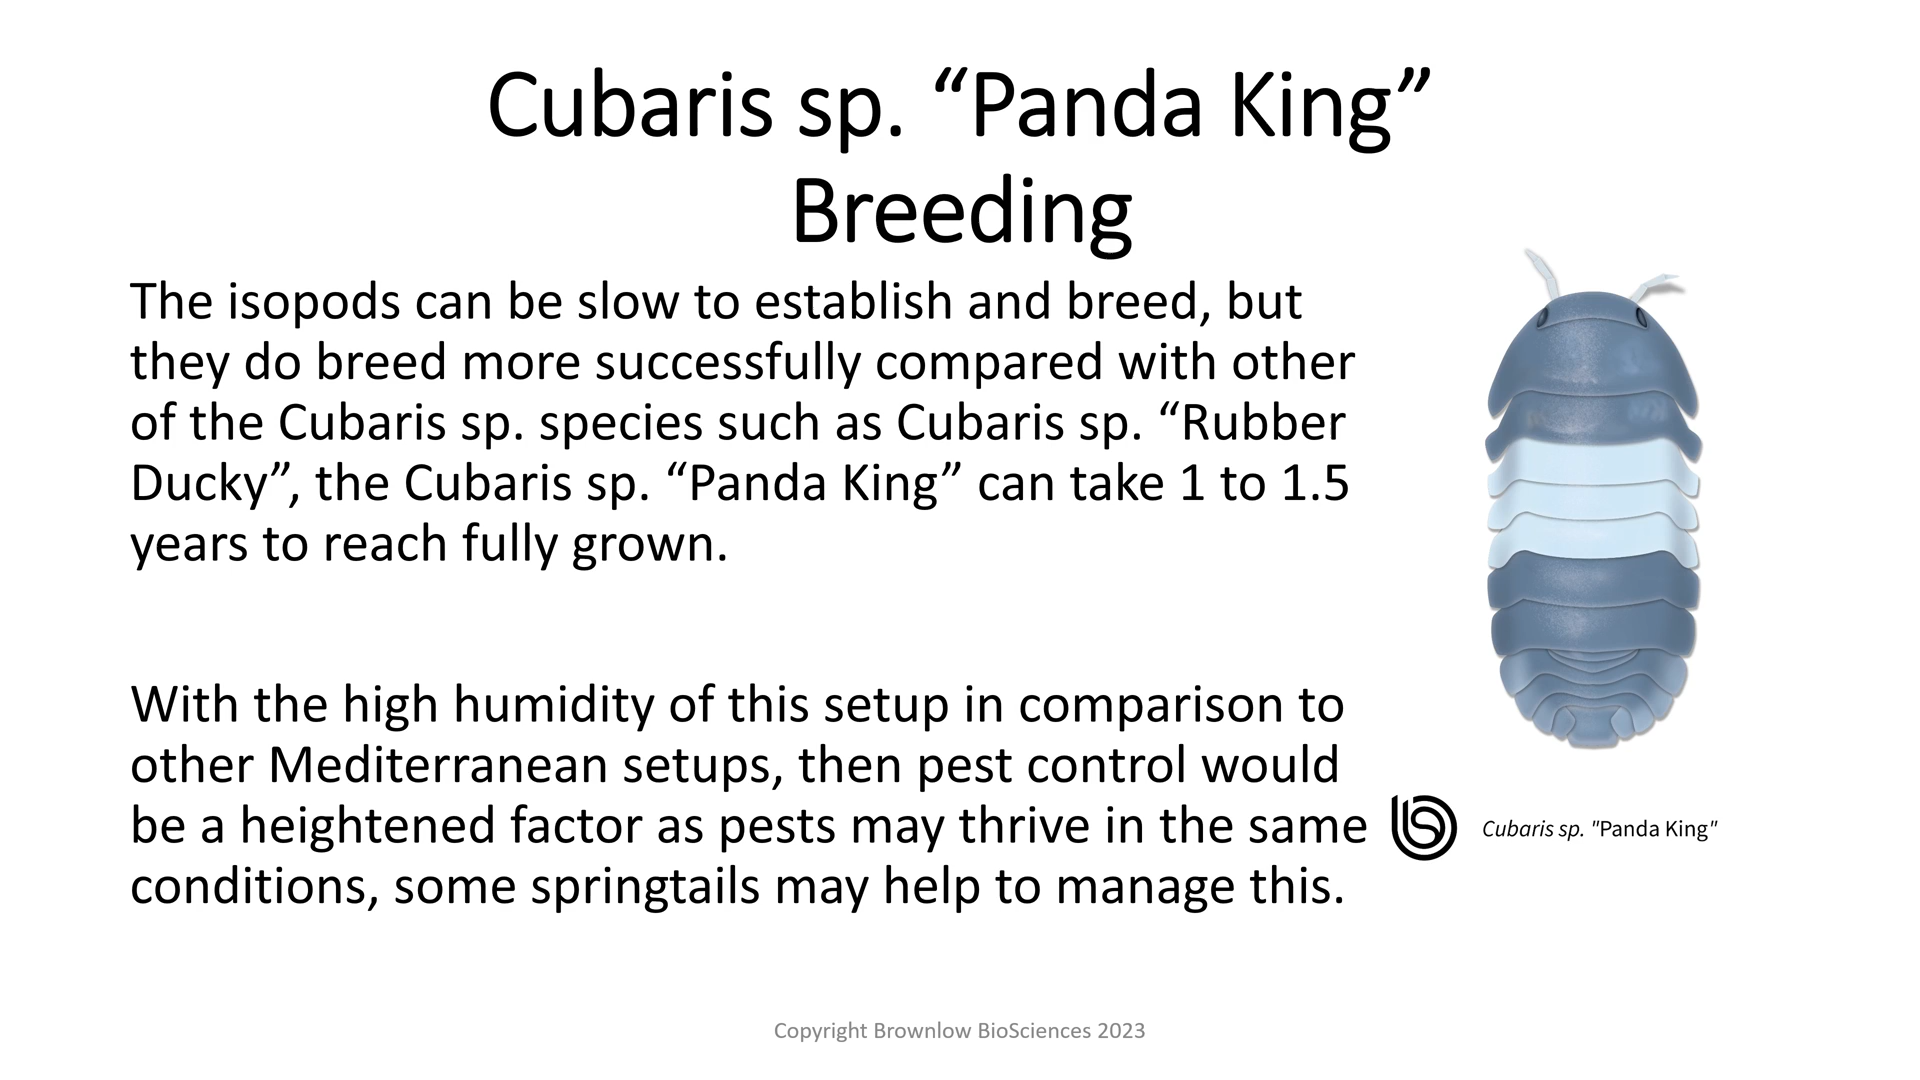 Cubaris sp. “Panda King”
Breeding
The isopods can be slow to establish and breed, but
they do breed more successfully compared with other
of the Cubaris sp. species such as Cubaris sp. “Rubber
Ducky”, the Cubaris sp. “Panda King” can take 1 to 1.5
years to reach fully grown.
With the high humidity of this setup in comparison to
other Mediterranean setups, then pest control would
be a heightened factor as pests may thrive in the same
conditions, some springtails may help to manage this.
Cubaris sp. "Panda King"
Copyright Brownlow BioSciences 2023